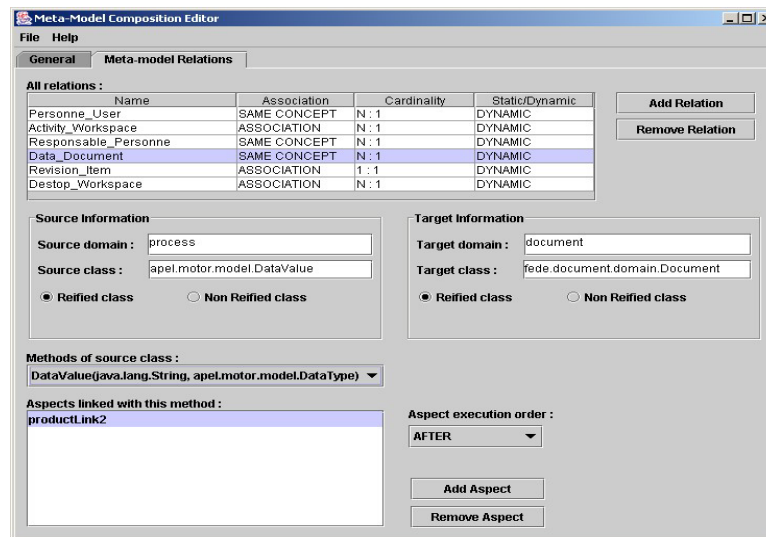 Meta-Model Composition Editor
File Help
General Meta-model Relations
All relations :
Name Association Cardinality Static/Dynamic
Personne_User SAME CONCEPT N : 1 DYNAMIC
Activity_Workspace ASSOCIATION N : 1 DYNAMIC
Responsable_Personne SAME CONCEPT N : 1 DYNAMIC
Data_Document SAME CONCEPT N : 1 DYNAMIC
Revision_Item ASSOCIATION 1 : 1 DYNAMIC
Destop_Workspace ASSOCIATION N : 1 DYNAMIC
Add Relation
Remove Relation
Source Information
Source domain : process
Source class : apel.motor.model.DataValue
Reified class Non Reified class
Target Information
Target domain : document
Target class : fede.document.domain.Document
Reified class Non Reified class
Methods of source class :
DataValue(java.lang.String, apel.motor.model.DataType)
Aspects linked with this method :
productLink2
Aspect execution order :
AFTER
Add Aspect
Remove Aspect